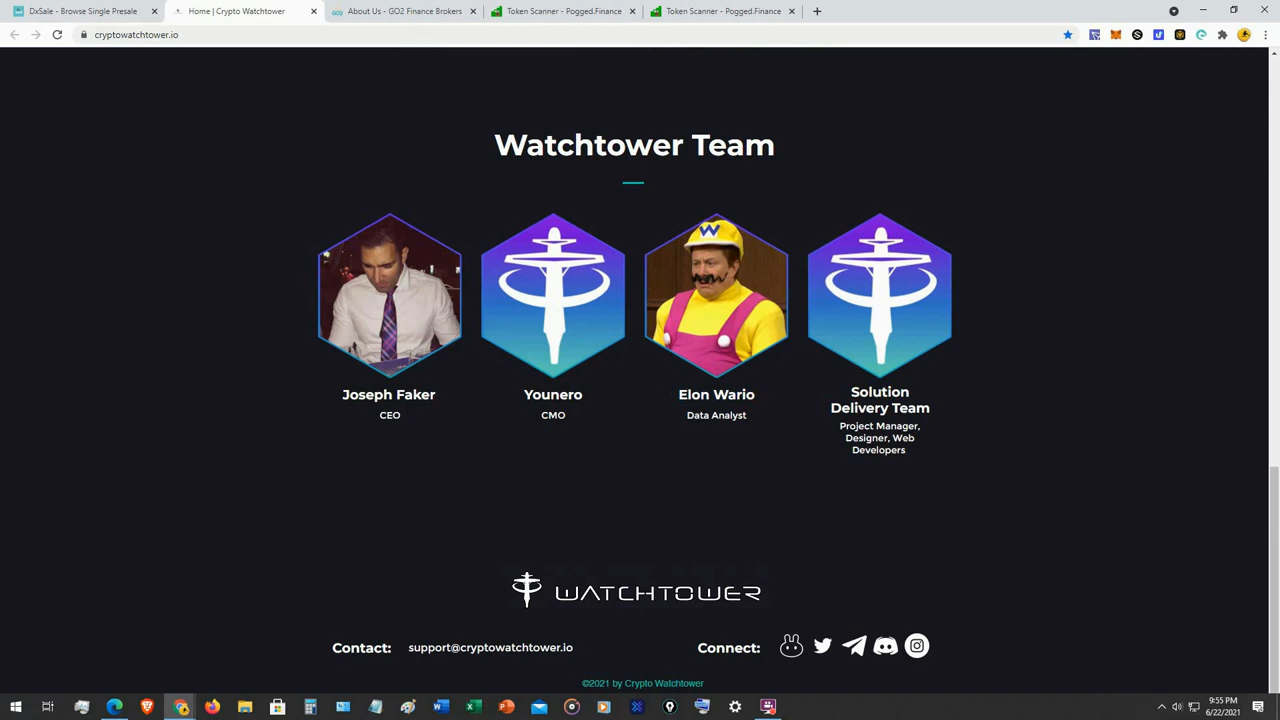 DxSale - Browse Single Presale
Home | Crypto Watchtower
GO2
About Us - GO2 Finance Brokers
Token Scanner - Pogged.Finance
Token Scanner - Pogged.Finance
cryptowatchtower.io
Watchtower Team
W
Joseph Faker
CEO
Younero
CMO
Elon Wario
Data Analyst
Solution
Delivery Team
Project Manager,
Designer, Web
Developers
WATCHTOWER
Contact:
support@cryptowatchtower.io
Connect:
©2021 by Crypto Watchtower
9:55 PM
6/22/2021